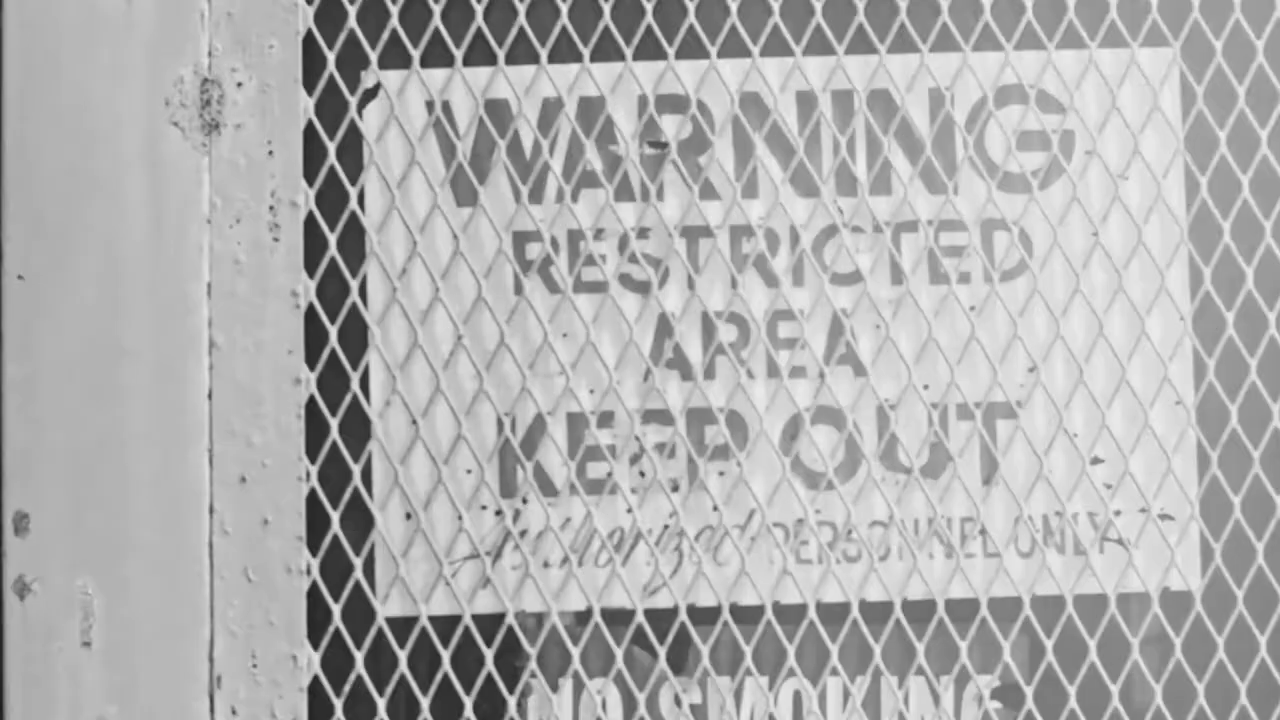 WARNING
RESTRICTED
AREA
KEEP OUT
Authorized PERSONNEL ONLY
NO SMOKING